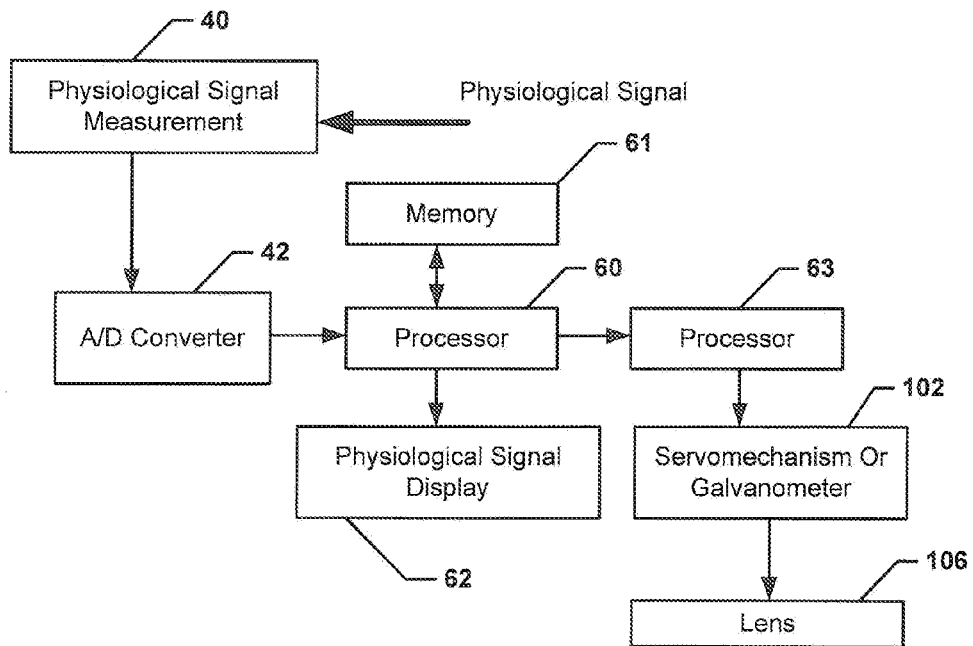 40
Physiological Signal
Measurement
Physiological Signal
61
Memory
42
A/D Converter
60
Processor
63
Processor
Physiological Signal
Display
62
102
Servomechanism Or
Galvanometer
106
Lens